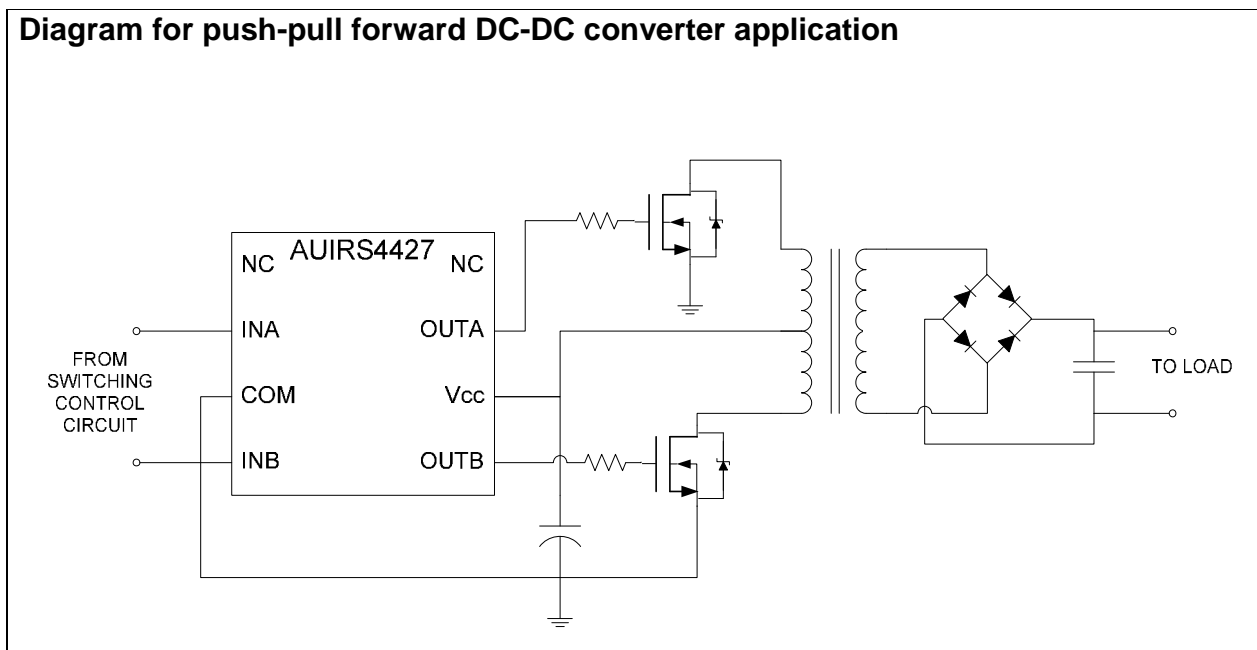 Diagram for push-pull forward DC-DC converter application
AUIRS4427
NC
NC
INA
OUTA
FROM
SWITCHING
CONTROL
CIRCUIT
COM
Vcc
TO LOAD
INB
OUTB